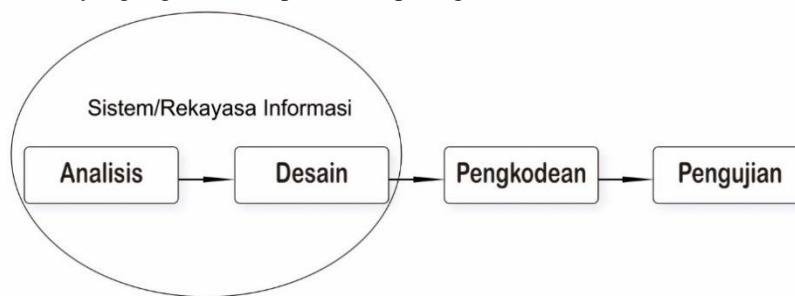 Sistem/Rekayasa Informasi
Analisis
Desain
Pengkodean
Pengujian